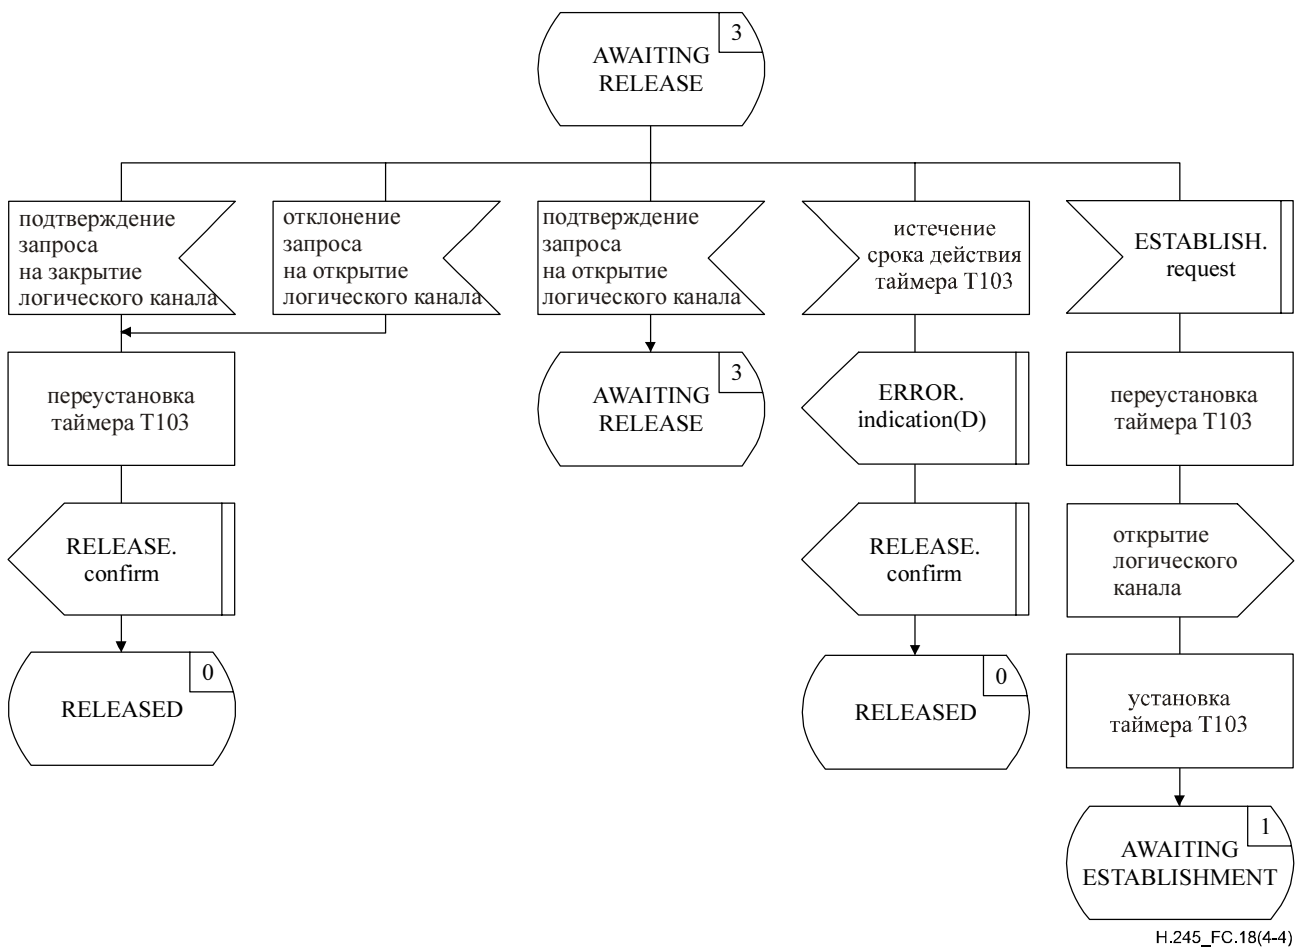 3
AWAITING
RELEASE
подтверждение
запроса
на закрытие
логического канала
отклонение
запроса
на открытие
логического канала
подтверждение
запроса
на открытие
логического канала
истечение
срока действия
таймера T103
ESTABLISH.
request
переустановка
таймера T103
3
AWAITING
RELEASE
ERROR.
indication(D)
переустановка
таймера T103
RELEASE.
confirm
RELEASE.
confirm
открытие
логического
канала
0
RELEASED
0
RELEASED
установка
таймера T103
1
AWAITING
ESTABLISHMENT
H.245_FC.18(4-4)